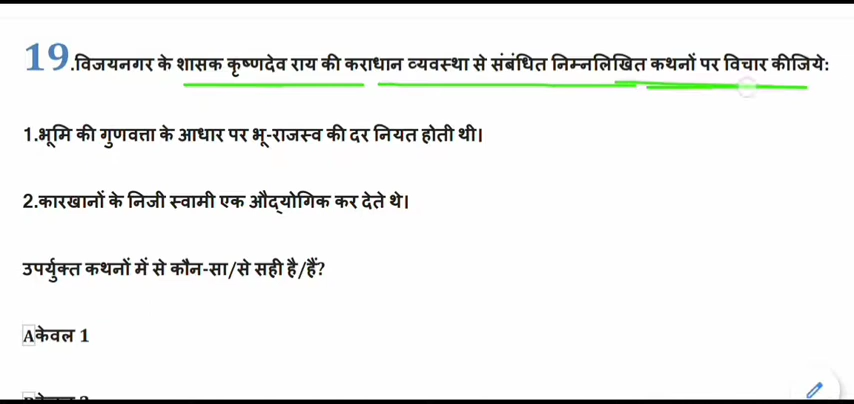 19.विजयनगर के शासक कृष्णदेव राय की कराधान व्यवस्था से संबंधित निम्नलिखित कथनों पर विचार कीजिये:
1.भूमि की गुणवत्ता के आधार पर भू-राजस्व की दर नियत होती थी।
2.कारखानों के निजी स्वामी एक औद्योगिक कर देते थे।
उपर्युक्त कथनों में से कौन-सा/से सही है/हैं?
Aकेवल 1